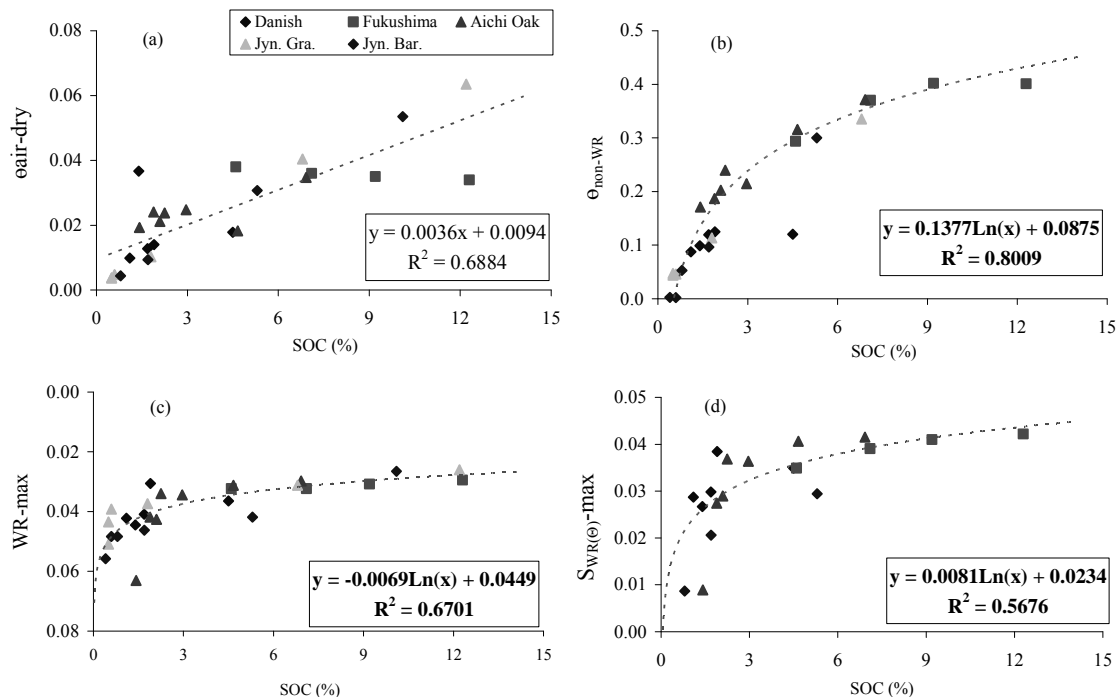 (a)
Danish Fukushima Aichi Oak
Jyn. Gra. Jyn. Bar.
0.08
0.06
0.04
0.02
0.00
ɵair-dry
y = 0.0036x + 0.0094
R² = 0.6884
0 3 6 9 12 15
SOC (%)
(b)
0.5
0.4
0.3
0.2
0.1
0.0
ɵnon-WR
y = 0.1377Ln(x) + 0.0875
R² = 0.8009
0 3 6 9 12 15
SOC (%)
(c)
0.00
0.02
0.04
0.06
0.08
WR-max
y = -0.0069Ln(x) + 0.0449
R² = 0.6701
0 3 6 9 12 15
SOC (%)
(d)
0.05
0.04
0.03
0.02
0.01
0.00
SWR(ɵ)-max
y = 0.0081Ln(x) + 0.0234
R² = 0.5676
0 3 6 9 12 15
SOC (%)